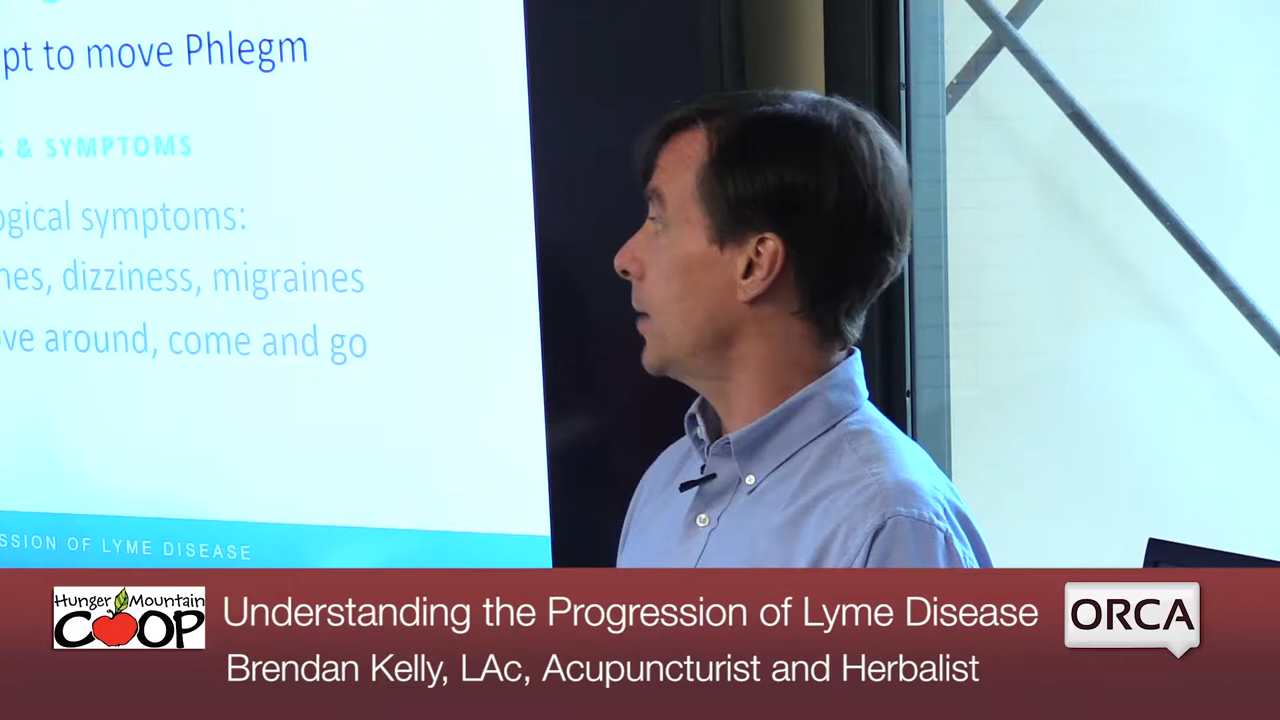 pt to move Phlegm
& SYMPTOMS
ogical symptoms:
nes, dizziness, migraines
ve around, come and go
SSION OF LYME DISEASE
Hunger Mountain
COOP
Understanding the Progression of Lyme Disease
ORCA
Brendan Kelly, LAc, Acupuncturist and Herbalist